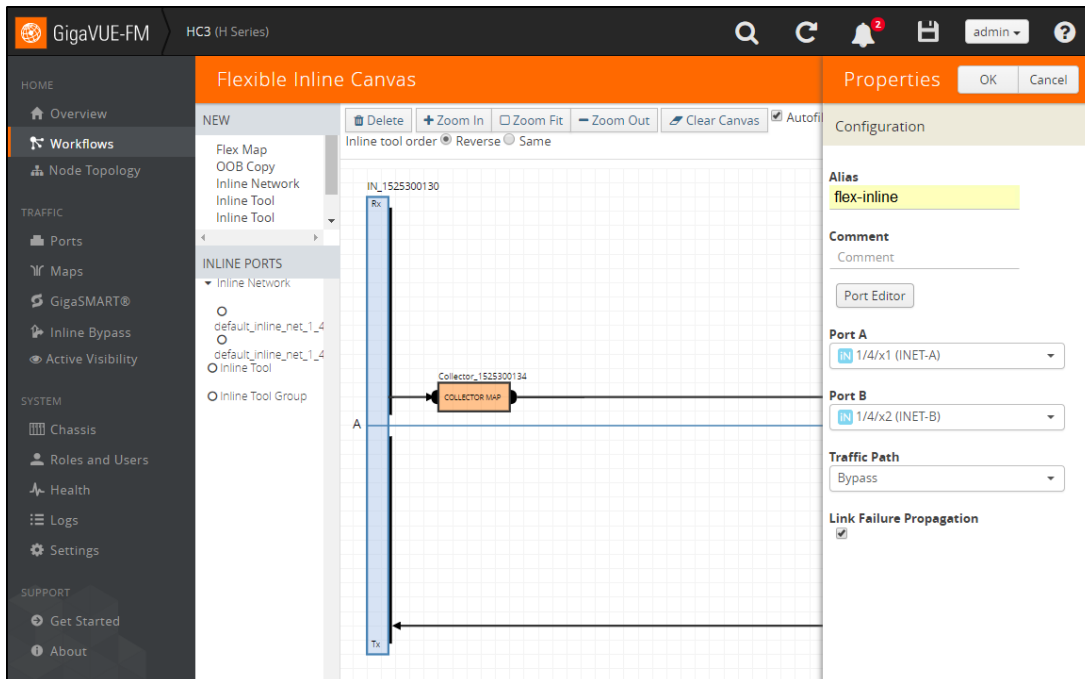 GigaVUE-FM
HC3 (H Series)
2
admin
?
HOME
Overview
Workflows
Node Topology
TRAFFIC
Ports
Maps
GigaSMART®
Inline Bypass
Active Visibility
SYSTEM
Chassis
Roles and Users
Health
Logs
Settings
SUPPORT
Get Started
About
Flexible Inline Canvas
NEW
Flex Map
OOB Copy
Inline Network
Inline Tool
Inline Tool
INLINE PORTS
Inline Network
default_inline_net_1_4
default_inline_net_1_4
Inline Tool
Inline Tool Group
Delete + Zoom In Zoom Fit − Zoom Out Clear Canvas Autofi
Inline tool order Reverse Same
IN_1525300130
Rx
Collector_1525300134
COLLECTOR MAP
A
Tx
Properties OK Cancel
Configuration
Alias
flex-inline
Comment
Comment
Port Editor
Port A
iN 1/4/x1 (INET-A)
Port B
iN 1/4/x2 (INET-B)
Traffic Path
Bypass
Link Failure Propagation